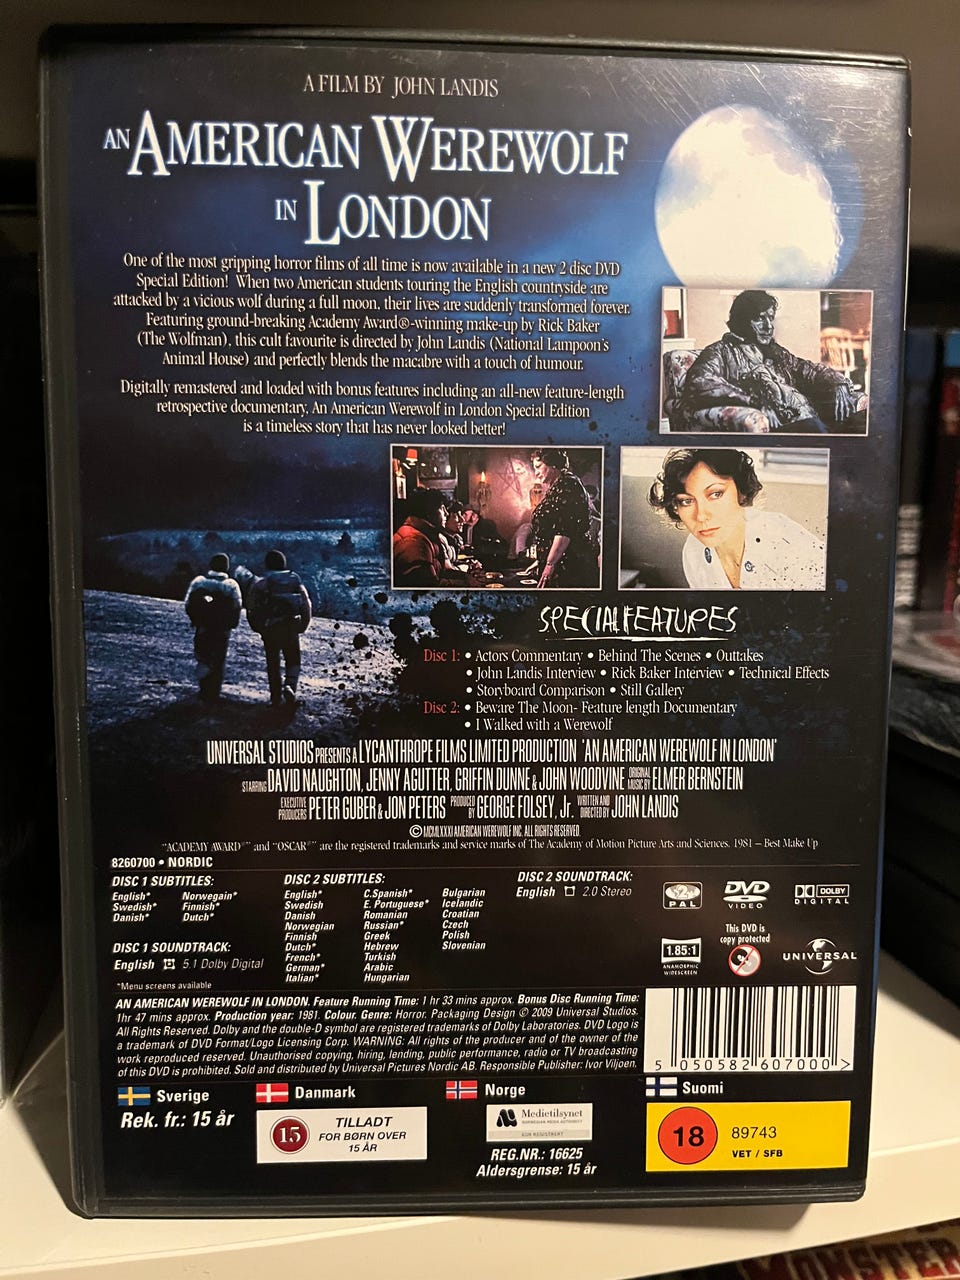 A FILM BY JOHN LANDIS
AN AMERICAN WEREWOLF
IN LONDON
One of the most gripping horror films of all time is now available in a new 2 disc DVD
Special Edition! When two American students touring the English countryside are
attacked by a vicious wolf during a full moon, their lives are suddenly transformed forever.
Featuring ground-breaking Academy Award®-winning make-up by Rick Baker
(The Wolfman), this cult favourite is directed by John Landis (National Lampoon's
Animal House) and perfectly blends the macabre with a touch of humour.
Digitally remastered and loaded with bonus features including an all-new feature-length
retrospective documentary, An American Werewolf in London Special Edition
is a timeless story that has never looked better!
SPECIAL FEATURES
Disc 1: • Actors Commentary • Behind The Scenes • Outtakes
• John Landis Interview • Rick Baker Interview • Technical Effects
• Storyboard Comparison • Still Gallery
Disc 2: • Beware The Moon- Feature length Documentary
• I Walked with a Werewolf
UNIVERSAL STUDIOS PRESENTS A LYCANTHROPE FILMS LIMITED PRODUCTION 'AN AMERICAN WEREWOLF IN LONDON'
STARRING DAVID NAUGHTON, JENNY AGUTTER, GRIFFIN DUNNE & JOHN WOODVINE ORIGINAL MUSIC BY ELMER BERNSTEIN
EXECUTIVE PRODUCERS PETER GUBER & JON PETERS PRODUCED BY GEORGE FOLSEY, Jr. WRITTEN AND DIRECTED BY JOHN LANDIS
© MCMLXXXI AMERICAN WEREWOLF INC. ALL RIGHTS RESERVED.
"ACADEMY AWARD®" and "OSCAR®" are the registered trademarks and service marks of The Academy of Motion Picture Arts and Sciences. 1981 – Best Make Up
8260700 • NORDIC
DISC 1 SUBTITLES:
English* Norwegain*
Swedish* Finnish*
Danish* Dutch*
DISC 1 SOUNDTRACK:
English 5.1 Dolby Digital
*Menu screens available
DISC 2 SUBTITLES:
English* C.Spanish* Bulgarian
Swedish E. Portuguese* Icelandic
Danish Romanian Croatian
Norwegian Russian* Czech
Finnish Greek Polish
Dutch* Hebrew Slovenian
French* Turkish
German* Arabic
Italian* Hungarian
DISC 2 SOUNDTRACK:
English 2.0 Stereo
2
PAL
DVD
VIDEO
DOLBY
DIGITAL
1.85:1
ANAMORPHIC
WIDESCREEN
This DVD is
copy protected
UNIVERSAL
AN AMERICAN WEREWOLF IN LONDON. Feature Running Time: 1 hr 33 mins approx. Bonus Disc Running Time:
1hr 47 mins approx. Production year: 1981. Colour. Genre: Horror. Packaging Design © 2009 Universal Studios.
All Rights Reserved. Dolby and the double-D symbol are registered trademarks of Dolby Laboratories. DVD Logo is
a trademark of DVD Format/Logo Licensing Corp. WARNING: All rights of the producer and of the owner of the
work reproduced reserved. Unauthorised copying, hiring, lending, public performance, radio or TV broadcasting
of this DVD is prohibited. Sold and distributed by Universal Pictures Nordic AB. Responsible Publisher: Ivor Viljoen.
5 050582 607000 >
Sverige
Rek. fr.: 15 år
Danmark
15
TILLADT
FOR BØRN OVER
15 ÅR
Norge
Medietilsynet
NORWEGIAN MEDIA AUTHORITY
REG.NR.: 16625
Aldersgrense: 15 år
Suomi
18
89743
VET / SFB
MONSTER